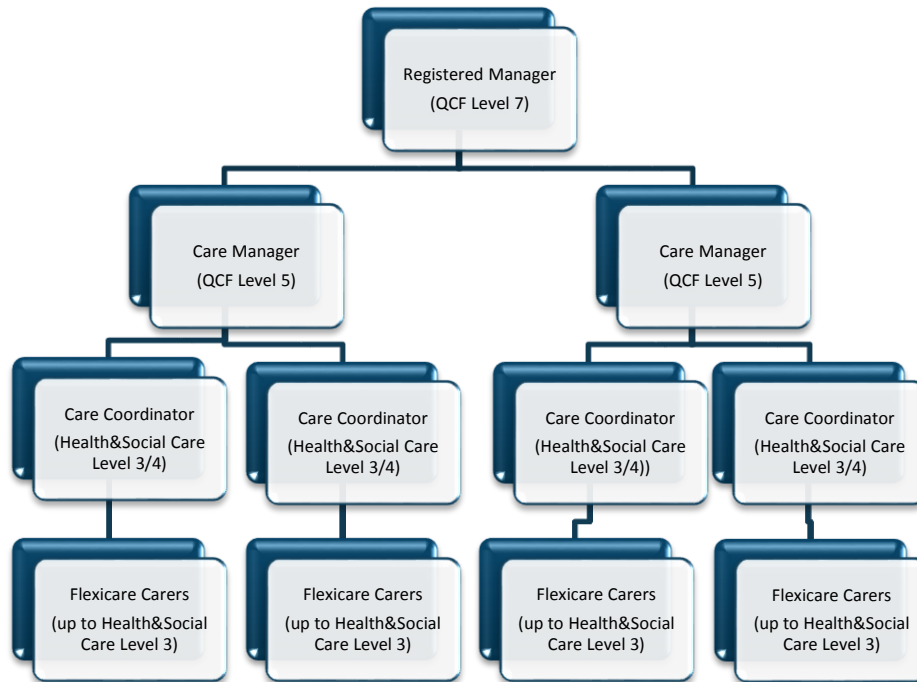 Registered Manager
(QCF Level 7)
Care Manager
(QCF Level 5)
Care Manager
(QCF Level 5)
Care Coordinator
(Health&Social Care
Level 3/4)
Care Coordinator
(Health&Social Care
Level 3/4)
Care Coordinator
(Health&Social Care
Level 3/4))
Care Coordinator
(Health&Social Care
Level 3/4)
Flexicare Carers
(up to Health&Social
Care Level 3)
Flexicare Carers
(up to Health&Social
Care Level 3)
Flexicare Carers
(up to Health&Social
Care Level 3)
Flexicare Carers
(up to Health&Social
Care Level 3)